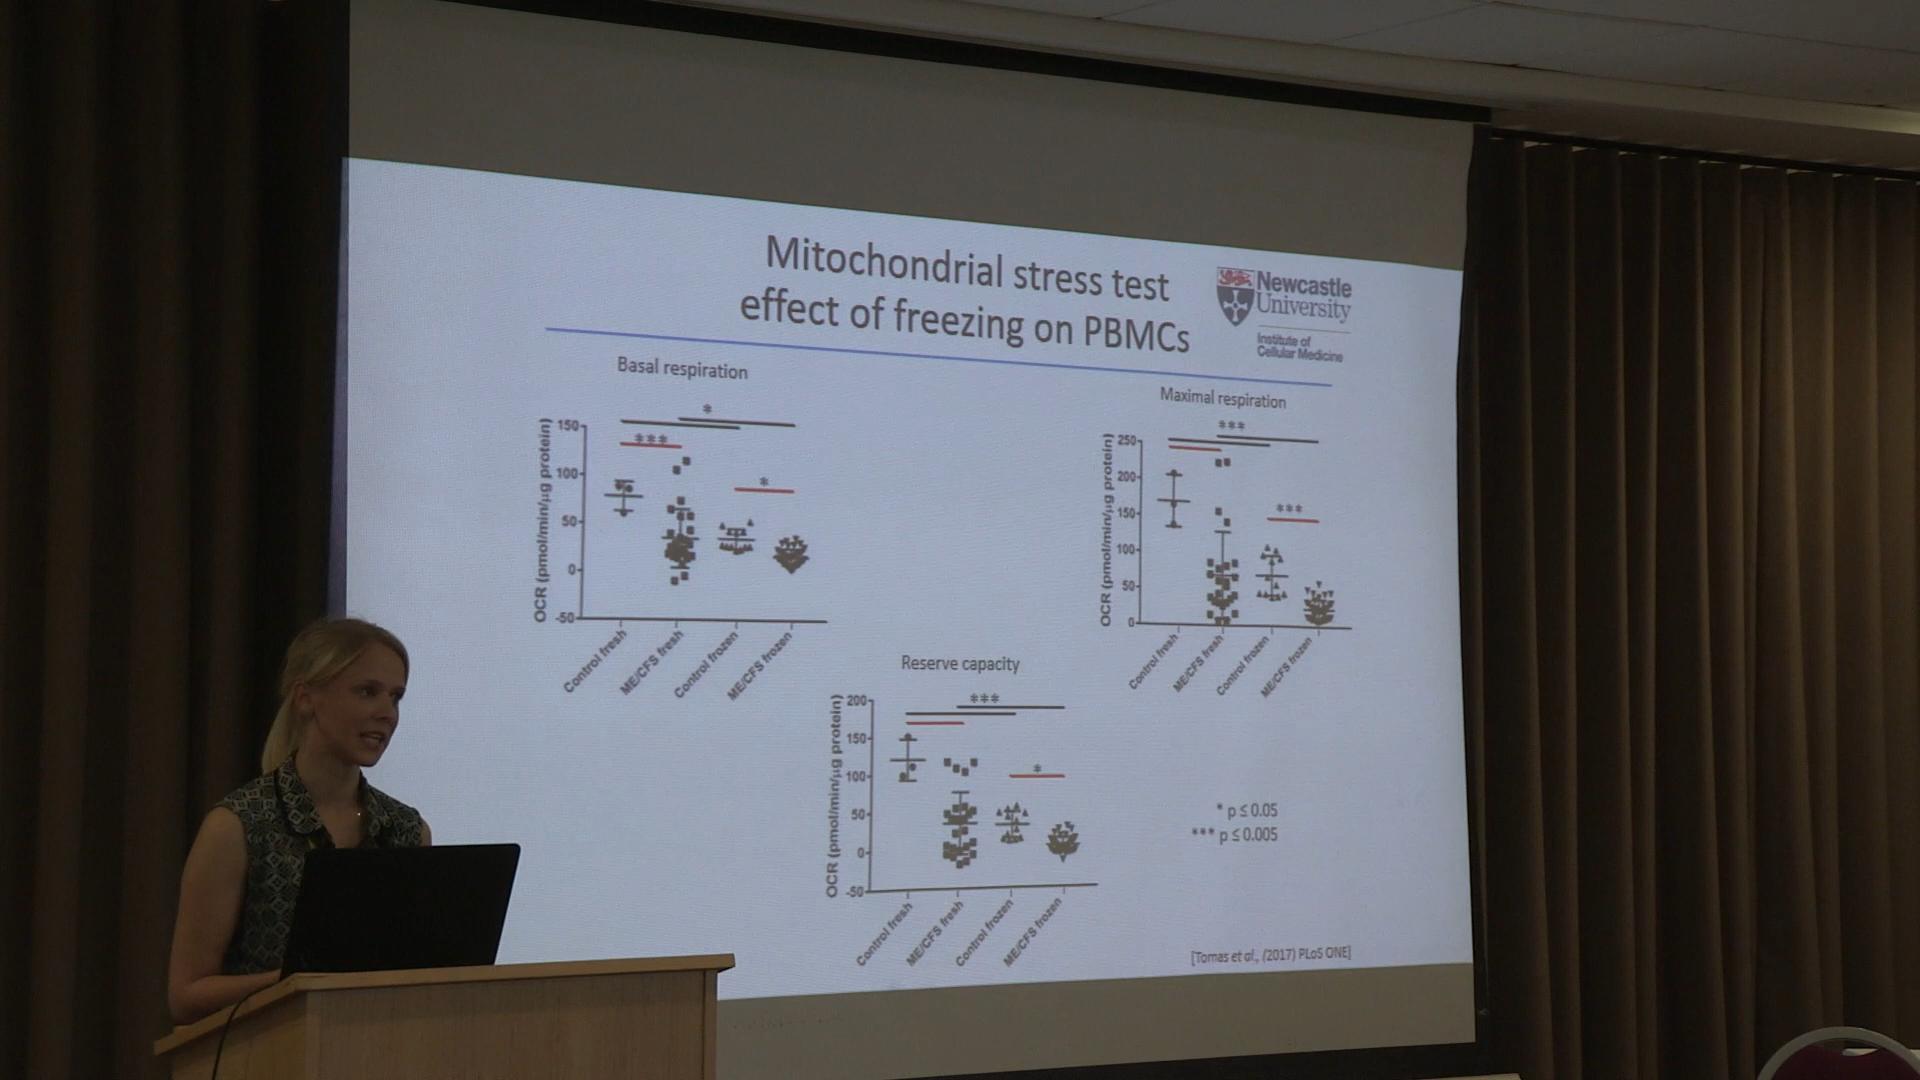 Mitochondrial stress test
effect of freezing on PBMCs
Newcastle
University
Institute of
Cellular Medicine
Basal respiration
*
***
*
OCR (pmol/min/µg protein)
150
100
50
0
-50
Control fresh
ME/CFS fresh
Control frozen
ME/CFS frozen
Maximal respiration
***
***
OCR (pmol/min/µg protein)
250
200
150
100
50
0
Control fresh
ME/CFS fresh
Control frozen
ME/CFS frozen
Reserve capacity
***
*
OCR (pmol/min/µg protein)
200
150
100
50
0
-50
Control fresh
ME/CFS fresh
Control frozen
ME/CFS frozen
* p ≤ 0.05
*** p ≤ 0.005
[Tomas et al., (2017) PLoS ONE]